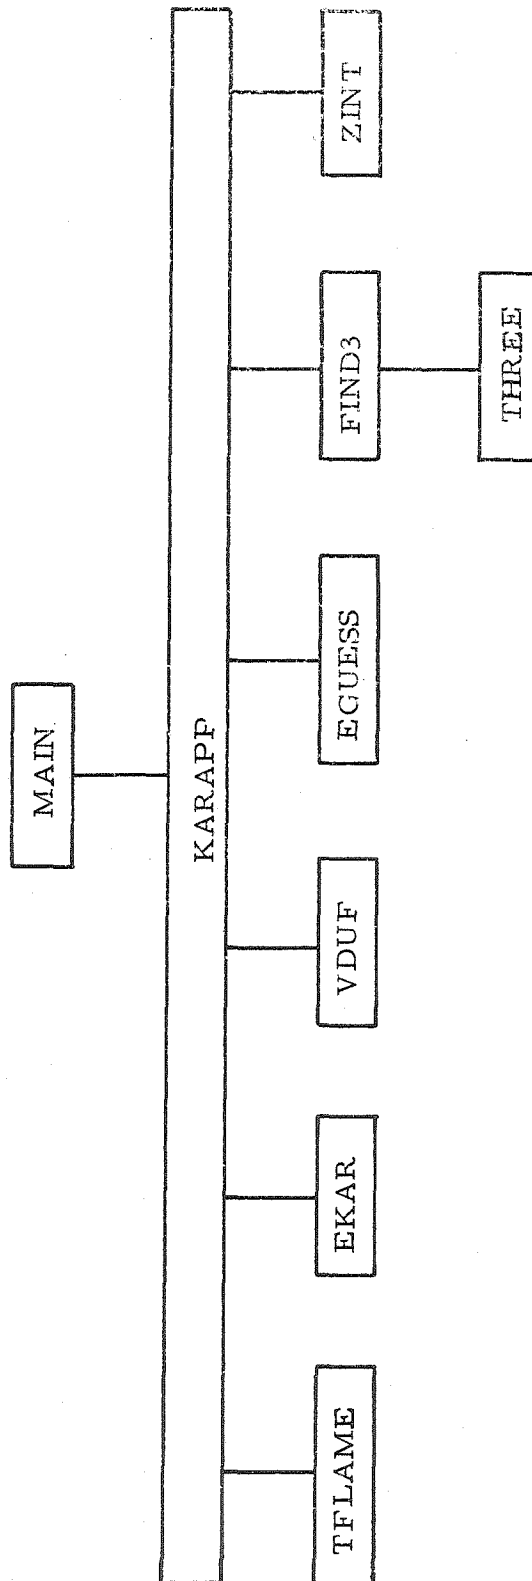 MAIN
KARAPP
TFLAME
EKAR
VDUF
EGUESS
FIND3
ZINT
THREE